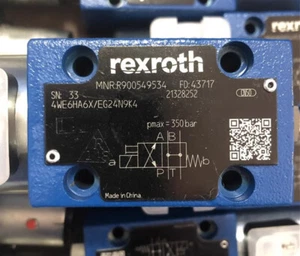 rexroth
MNR:R900549534 FD:43717
SN: 33 21328252
4WE6HA6X/EG24N9K4
pmax=350bar
A B
a b
P T
Made in China